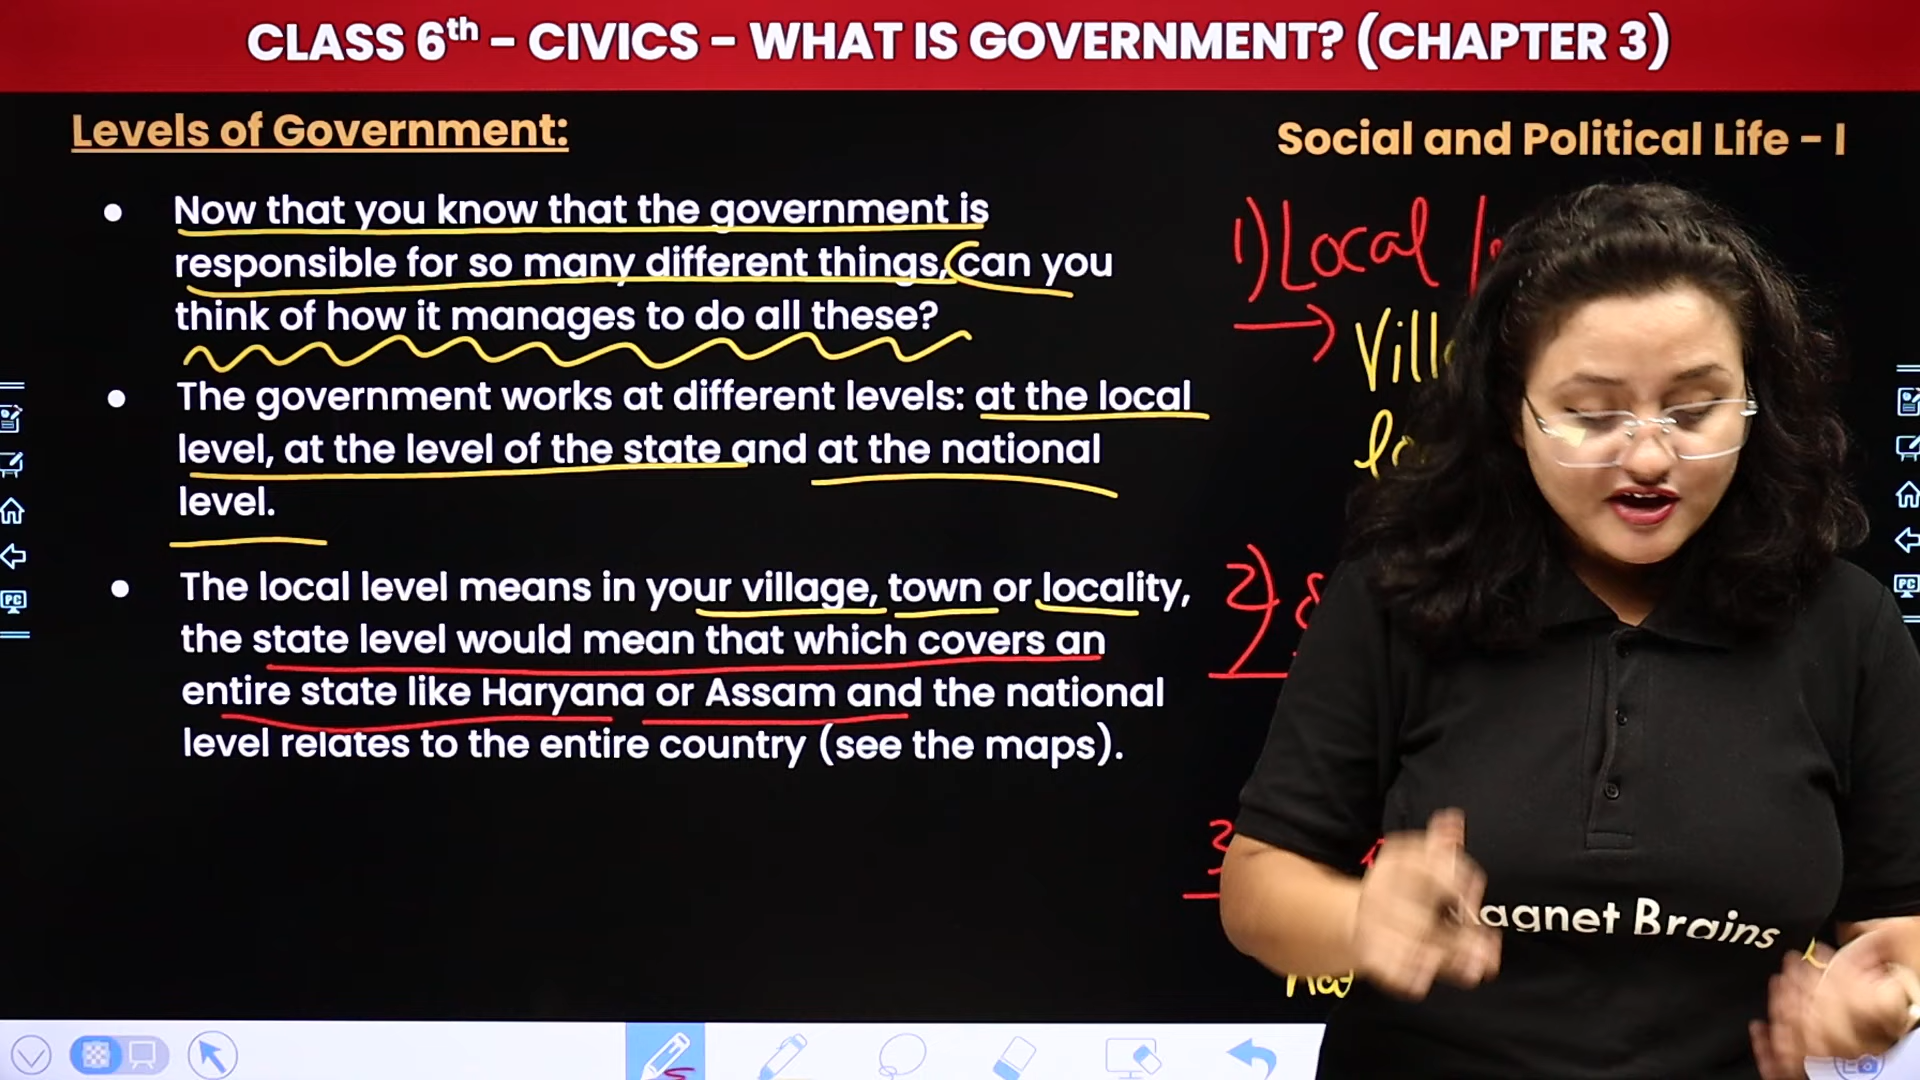 CLASS 6th - CIVICS - WHAT IS GOVERNMENT? (CHAPTER 3)
Levels of Government:
Social and Political Life - I
• Now that you know that the government is
responsible for so many different things, Can you
think of how it manages to do all these?
• The government works at different levels: at the local
level, at the level of the state and at the national
level.
• The local level means in your village, town or locality,
the state level would mean that which covers an
entire state like Haryana or Assam and the national
level relates to the entire country (see the maps).
1) Local
→
2)
3
agnet Brains
PC
PC